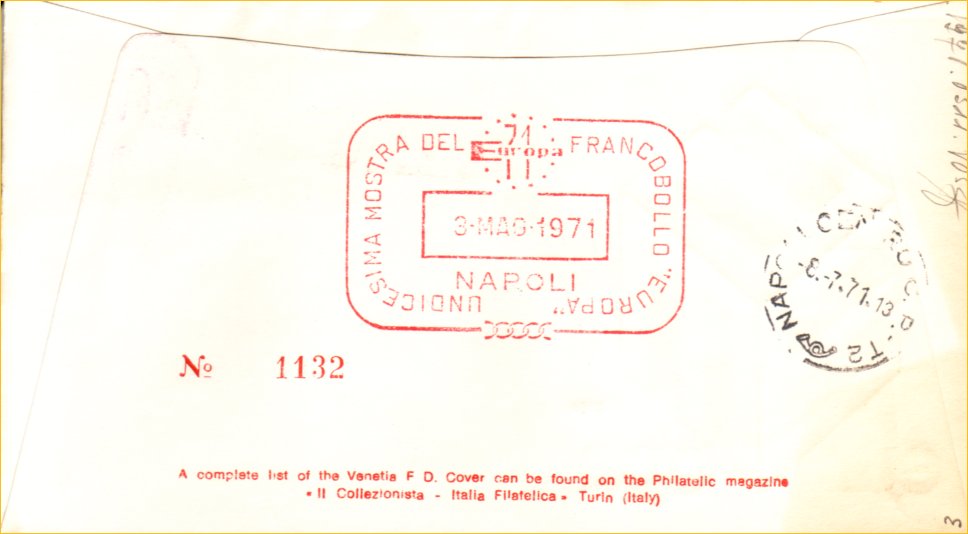 UNDICESIMA MOSTRA DEL FRANCOBOLLO "EUROPA"
71
Europa
3·MAG·1971
NAPOLI
NAPOLI CENTRO
-8.-7.71.13
Nº 1132
A complete list of the Venetia F D. Cover can be found on the Philatelic magazine
« Il Collezionista - Italia Filatelica » Turin (Italy)
3